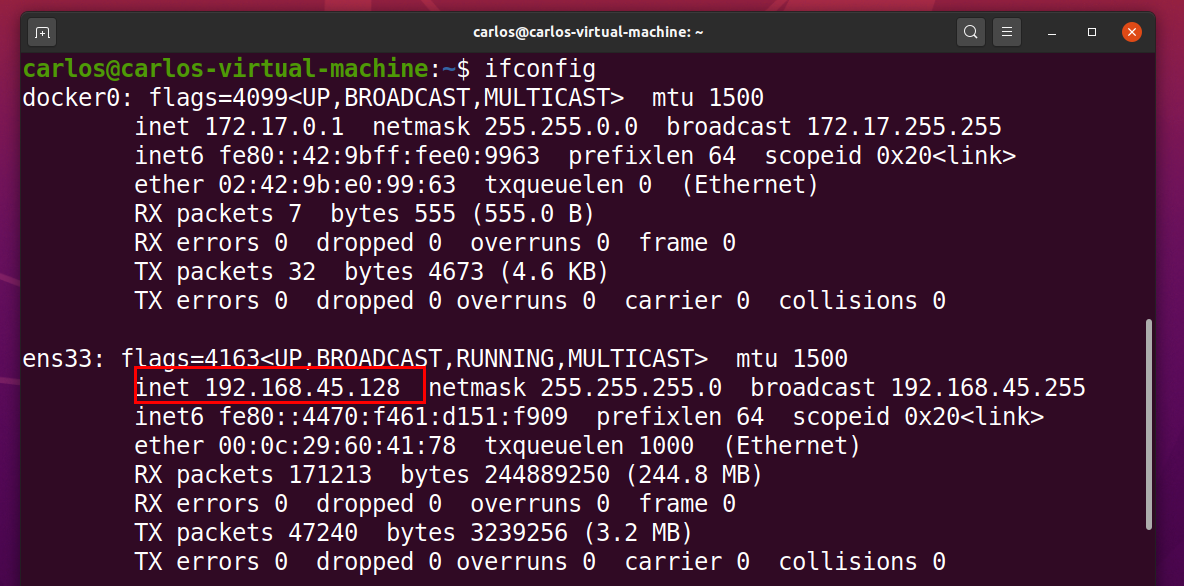 carlos@carlos-virtual-machine: ~
carlos@carlos-virtual-machine:~$ ifconfig
docker0: flags=4099<UP,BROADCAST,MULTICAST>  mtu 1500
        inet 172.17.0.1  netmask 255.255.0.0  broadcast 172.17.255.255
        inet6 fe80::42:9bff:fee0:9963  prefixlen 64  scopeid 0x20<link>
        ether 02:42:9b:e0:99:63  txqueuelen 0  (Ethernet)
        RX packets 7  bytes 555 (555.0 B)
        RX errors 0  dropped 0  overruns 0  frame 0
        TX packets 32  bytes 4673 (4.6 KB)
        TX errors 0  dropped 0 overruns 0  carrier 0  collisions 0

ens33: flags=4163<UP,BROADCAST,RUNNING,MULTICAST>  mtu 1500
        inet 192.168.45.128  netmask 255.255.255.0  broadcast 192.168.45.255
        inet6 fe80::4470:f461:d151:f909  prefixlen 64  scopeid 0x20<link>
        ether 00:0c:29:60:41:78  txqueuelen 1000  (Ethernet)
        RX packets 171213  bytes 244889250 (244.8 MB)
        RX errors 0  dropped 0  overruns 0  frame 0
        TX packets 47240  bytes 3239256 (3.2 MB)
        TX errors 0  dropped 0 overruns 0  carrier 0  collisions 0